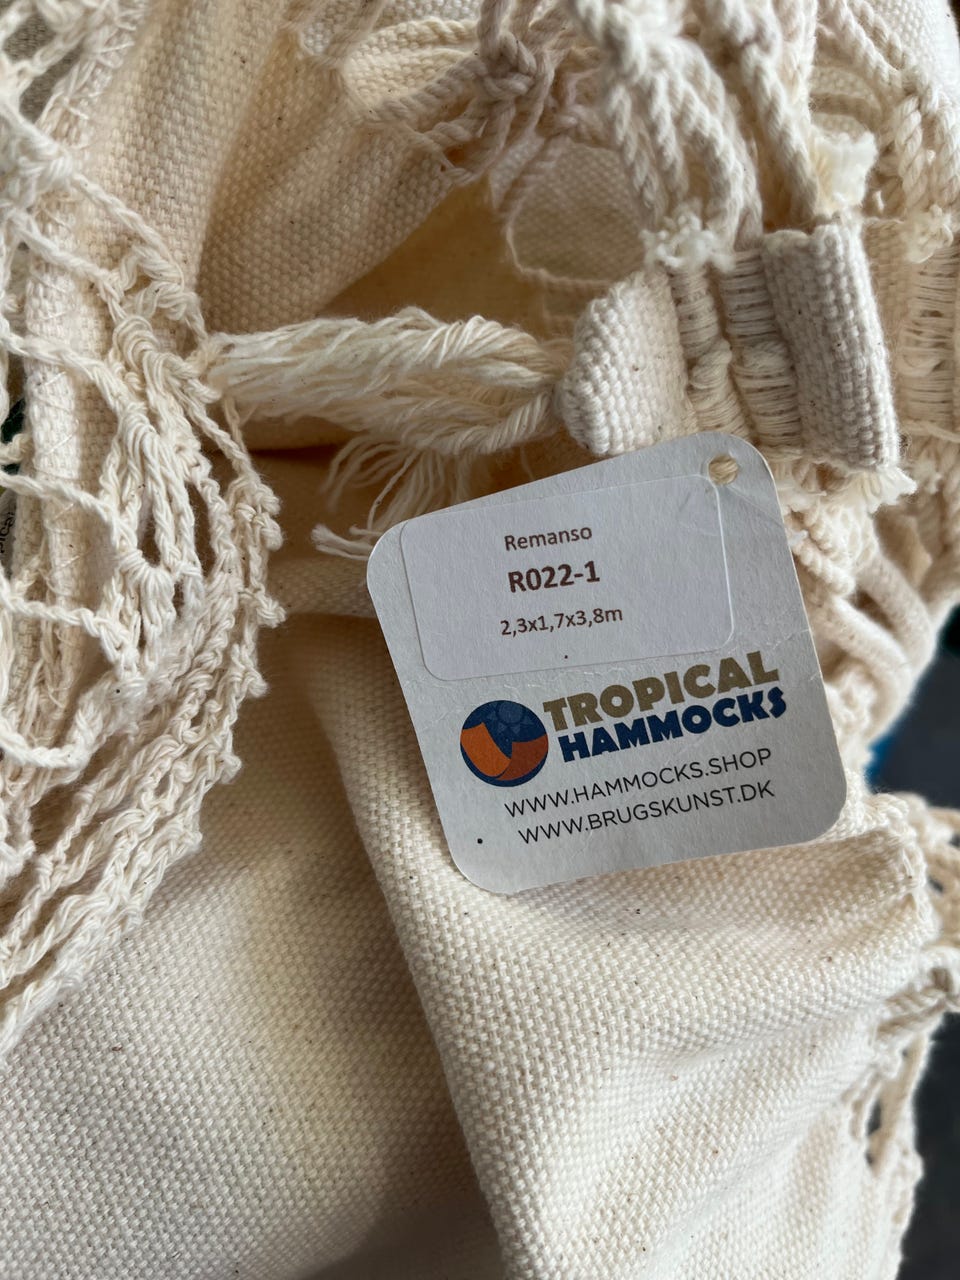 Remanso
R022-1
2,3x1,7x3,8m
TROPICAL
HAMMOCKS
WWW.HAMMOCKS.SHOP
WWW.BRUGSKUNST.DK